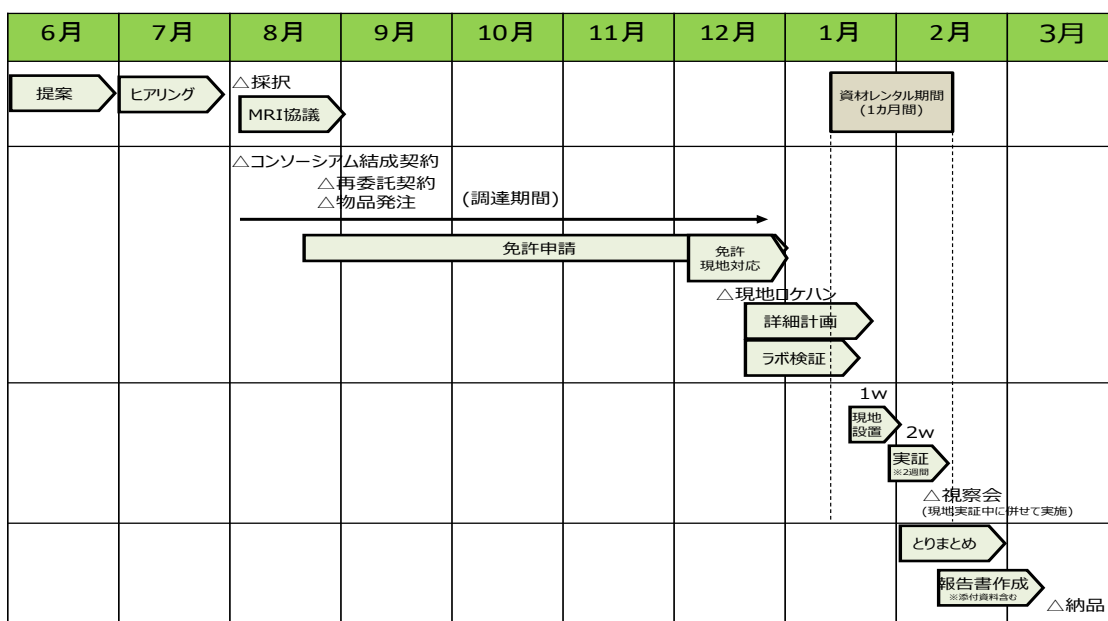 6月 7月 8月 9月 10月 11月 12月 1月 2月 3月
提案
ヒアリング
△採択
MRI協議
資材レンタル期間
(1カ月間)
△コンソーシアム結成契約
△再委託契約
△物品発注
(調達期間)
免許申請
免許
現地対応
△現地ロケハン
詳細計画
ラボ検証
1w
現地
設置
2w
実証
※2週間
△視察会
(現地実証中に併せて実施)
とりまとめ
報告書作成
※添付資料含む
△納品